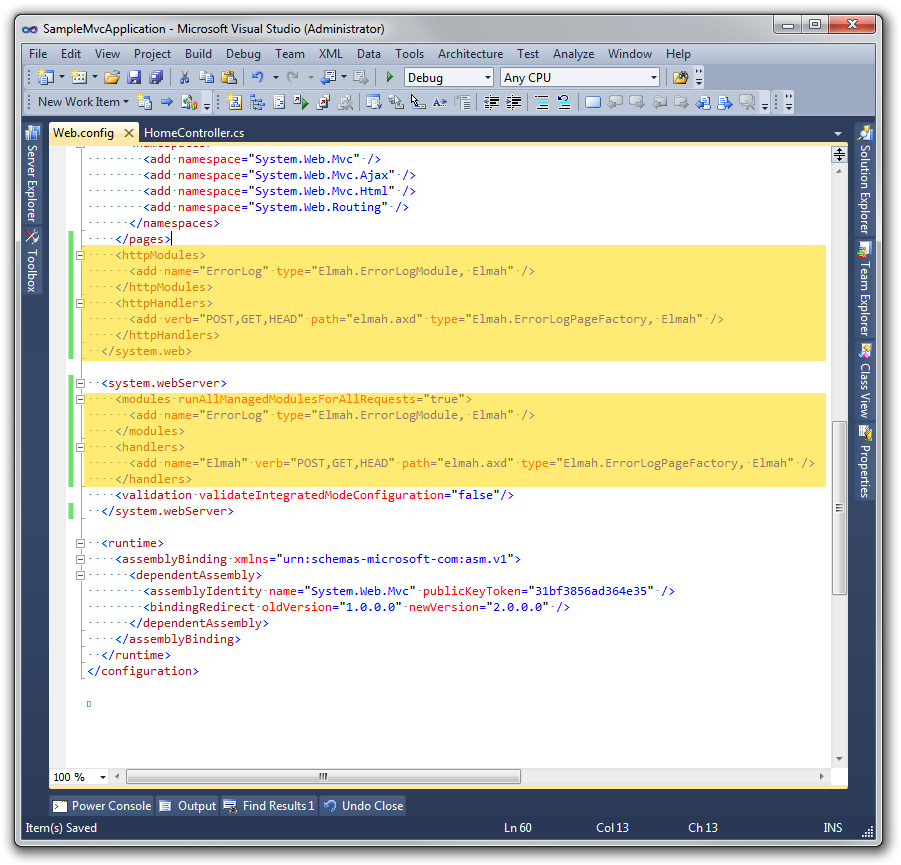 SampleMvcApplication - Microsoft Visual Studio (Administrator)
File Edit View Project Build Debug Team XML Data Tools Architecture Test Analyze Window Help
Debug Any CPU
New Work Item
Web.config HomeController.cs
Server Explorer
Toolbox
Solution Explorer
Team Explorer
Class View
Properties
<add namespace="System.Web.Mvc" />
<add namespace="System.Web.Mvc.Ajax" />
<add namespace="System.Web.Mvc.Html" />
<add namespace="System.Web.Routing" />
</namespaces>
</pages>
<httpModules>
<add name="ErrorLog" type="Elmah.ErrorLogModule, Elmah" />
</httpModules>
<httpHandlers>
<add verb="POST,GET,HEAD" path="elmah.axd" type="Elmah.ErrorLogPageFactory, Elmah" />
</httpHandlers>
</system.web>
<system.webServer>
<modules runAllManagedModulesForAllRequests="true">
<add name="ErrorLog" type="Elmah.ErrorLogModule, Elmah" />
</modules>
<handlers>
<add name="Elmah" verb="POST,GET,HEAD" path="elmah.axd" type="Elmah.ErrorLogPageFactory, Elmah" />
</handlers>
<validation validateIntegratedModeConfiguration="false"/>
</system.webServer>
<runtime>
<assemblyBinding xmlns="urn:schemas-microsoft-com:asm.v1">
<dependentAssembly>
<assemblyIdentity name="System.Web.Mvc" publicKeyToken="31bf3856ad364e35" />
<bindingRedirect oldVersion="1.0.0.0" newVersion="2.0.0.0" />
</dependentAssembly>
</assemblyBinding>
</runtime>
</configuration>
100 %
Power Console Output Find Results 1 Undo Close
Item(s) Saved Ln 60 Col 13 Ch 13 INS